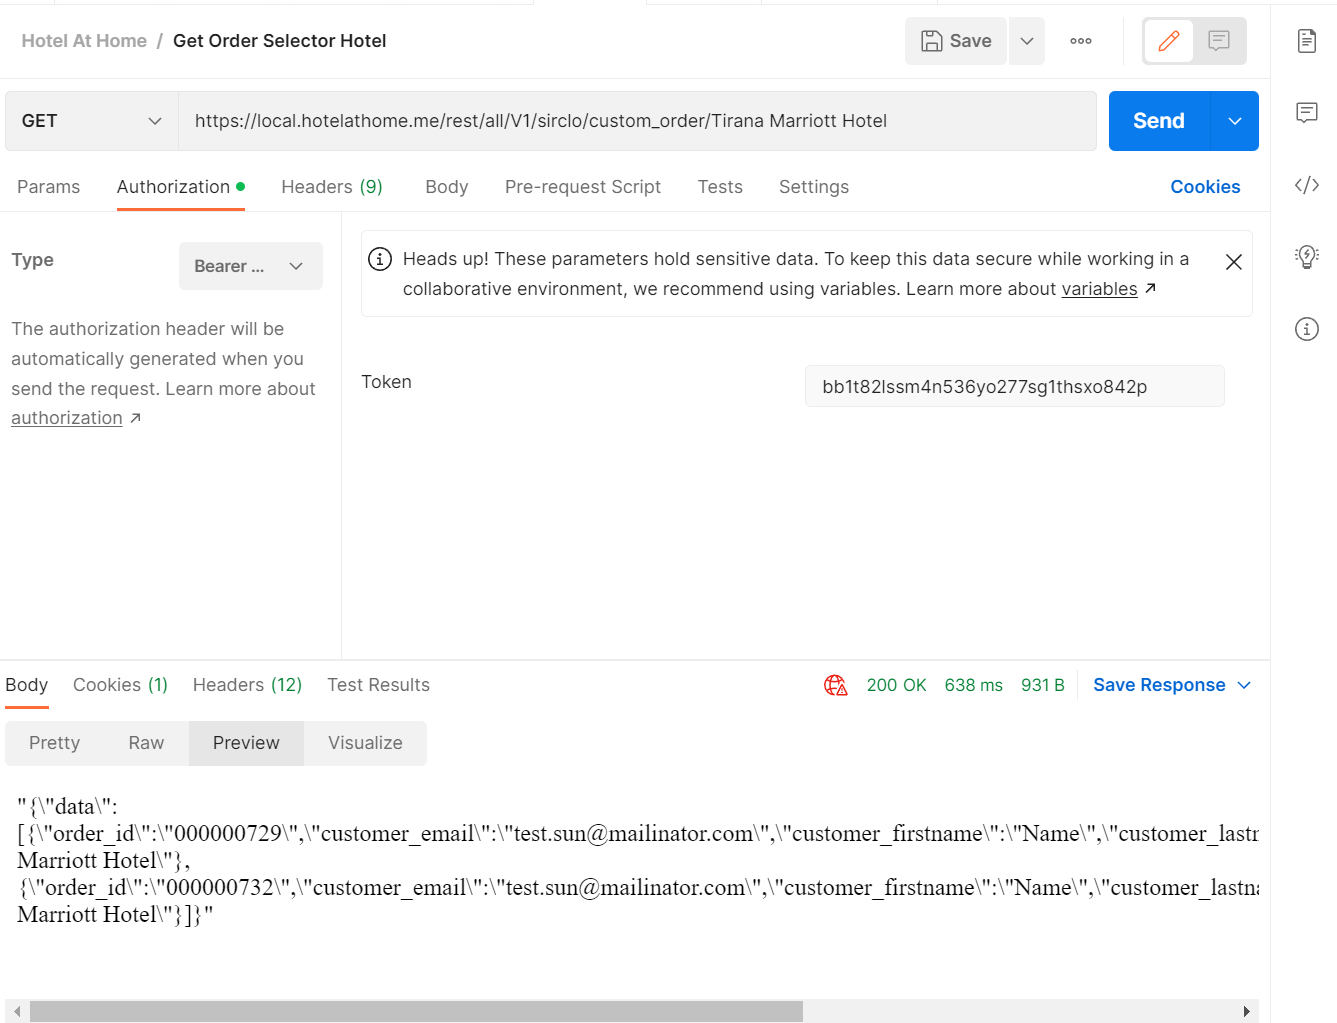 Hotel At Home / Get Order Selector Hotel
Save
GET
https://local.hotelathome.me/rest/all/V1/sirclo/custom_order/Tirana Marriott Hotel
Send
Params Authorization Headers (9) Body Pre-request Script Tests Settings Cookies
Type
Bearer ...
The authorization header will be
automatically generated when you
send the request. Learn more about
authorization ↗
Heads up! These parameters hold sensitive data. To keep this data secure while working in a
collaborative environment, we recommend using variables. Learn more about variables ↗
Token
bb1t82lssm4n536yo277sg1thsxo842p
Body Cookies (1) Headers (12) Test Results 200 OK 638 ms 931 B Save Response
Pretty Raw Preview Visualize
"{\"data\":
[{\"order_id\":\"000000729\",\"customer_email\":\"test.sun@mailinator.com\",\"customer_firstname\":\"Name\",\"customer_lastn
Marriott Hotel\"},
{\"order_id\":\"000000732\",\"customer_email\":\"test.sun@mailinator.com\",\"customer_firstname\":\"Name\",\"customer_lastna
Marriott Hotel\"}]}"